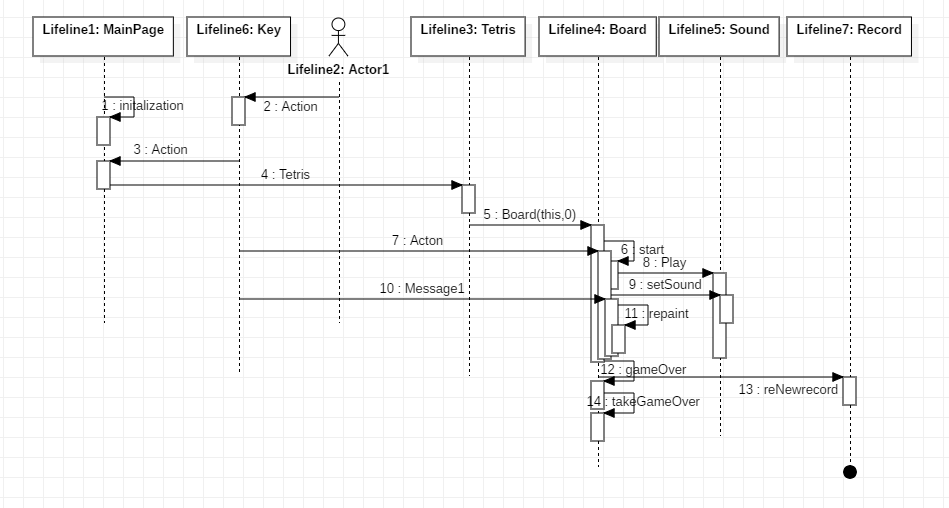 Lifeline1: MainPage
Lifeline6: Key
Lifeline2: Actor1
Lifeline3: Tetris
Lifeline4: Board
Lifeline5: Sound
Lifeline7: Record
1 : initalization
2 : Action
3 : Action
4 : Tetris
5 : Board(this,0)
6 : start
7 : Acton
8 : Play
9 : setSound
10 : Message1
11 : repaint
12 : gameOver
13 : reNewrecord
14 : takeGameOver